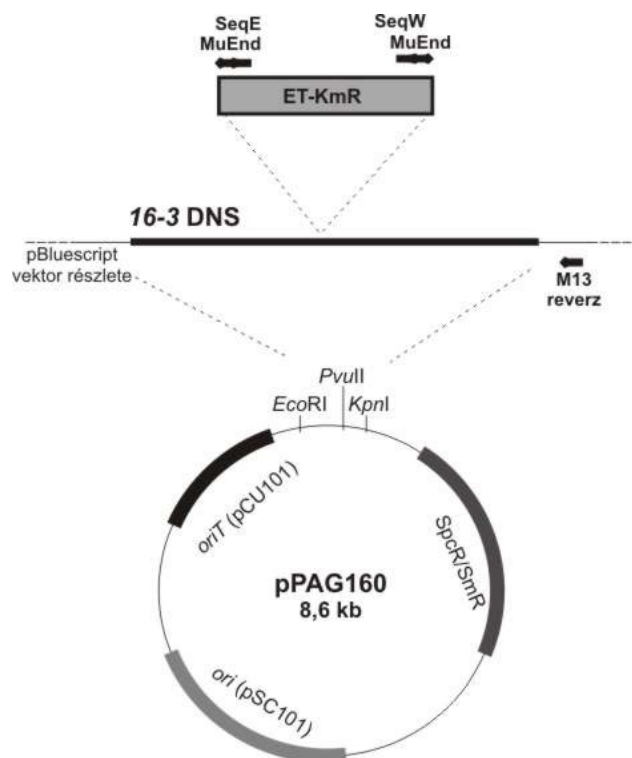 SeqE
MuEnd
SeqW
MuEnd
ET-KmR
16-3 DNS
pBluescript
vektor részlete
M13
reverz
PvuII
EcoRI
KpnI
oriT (pCU101)
SpcR/SmR
pPAG160
8,6 kb
ori (pSC101)